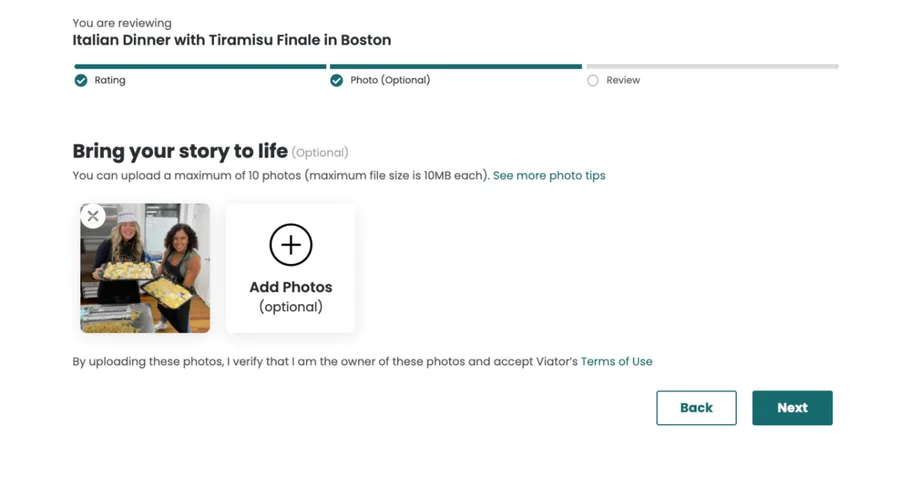 You are reviewing
Italian Dinner with Tiramisu Finale in Boston
Rating
Photo (Optional)
Review
Bring your story to life (Optional)
You can upload a maximum of 10 photos (maximum file size is 10MB each). See more photo tips
Add Photos
(optional)
By uploading these photos, I verify that I am the owner of these photos and accept Viator's Terms of Use
Back
Next